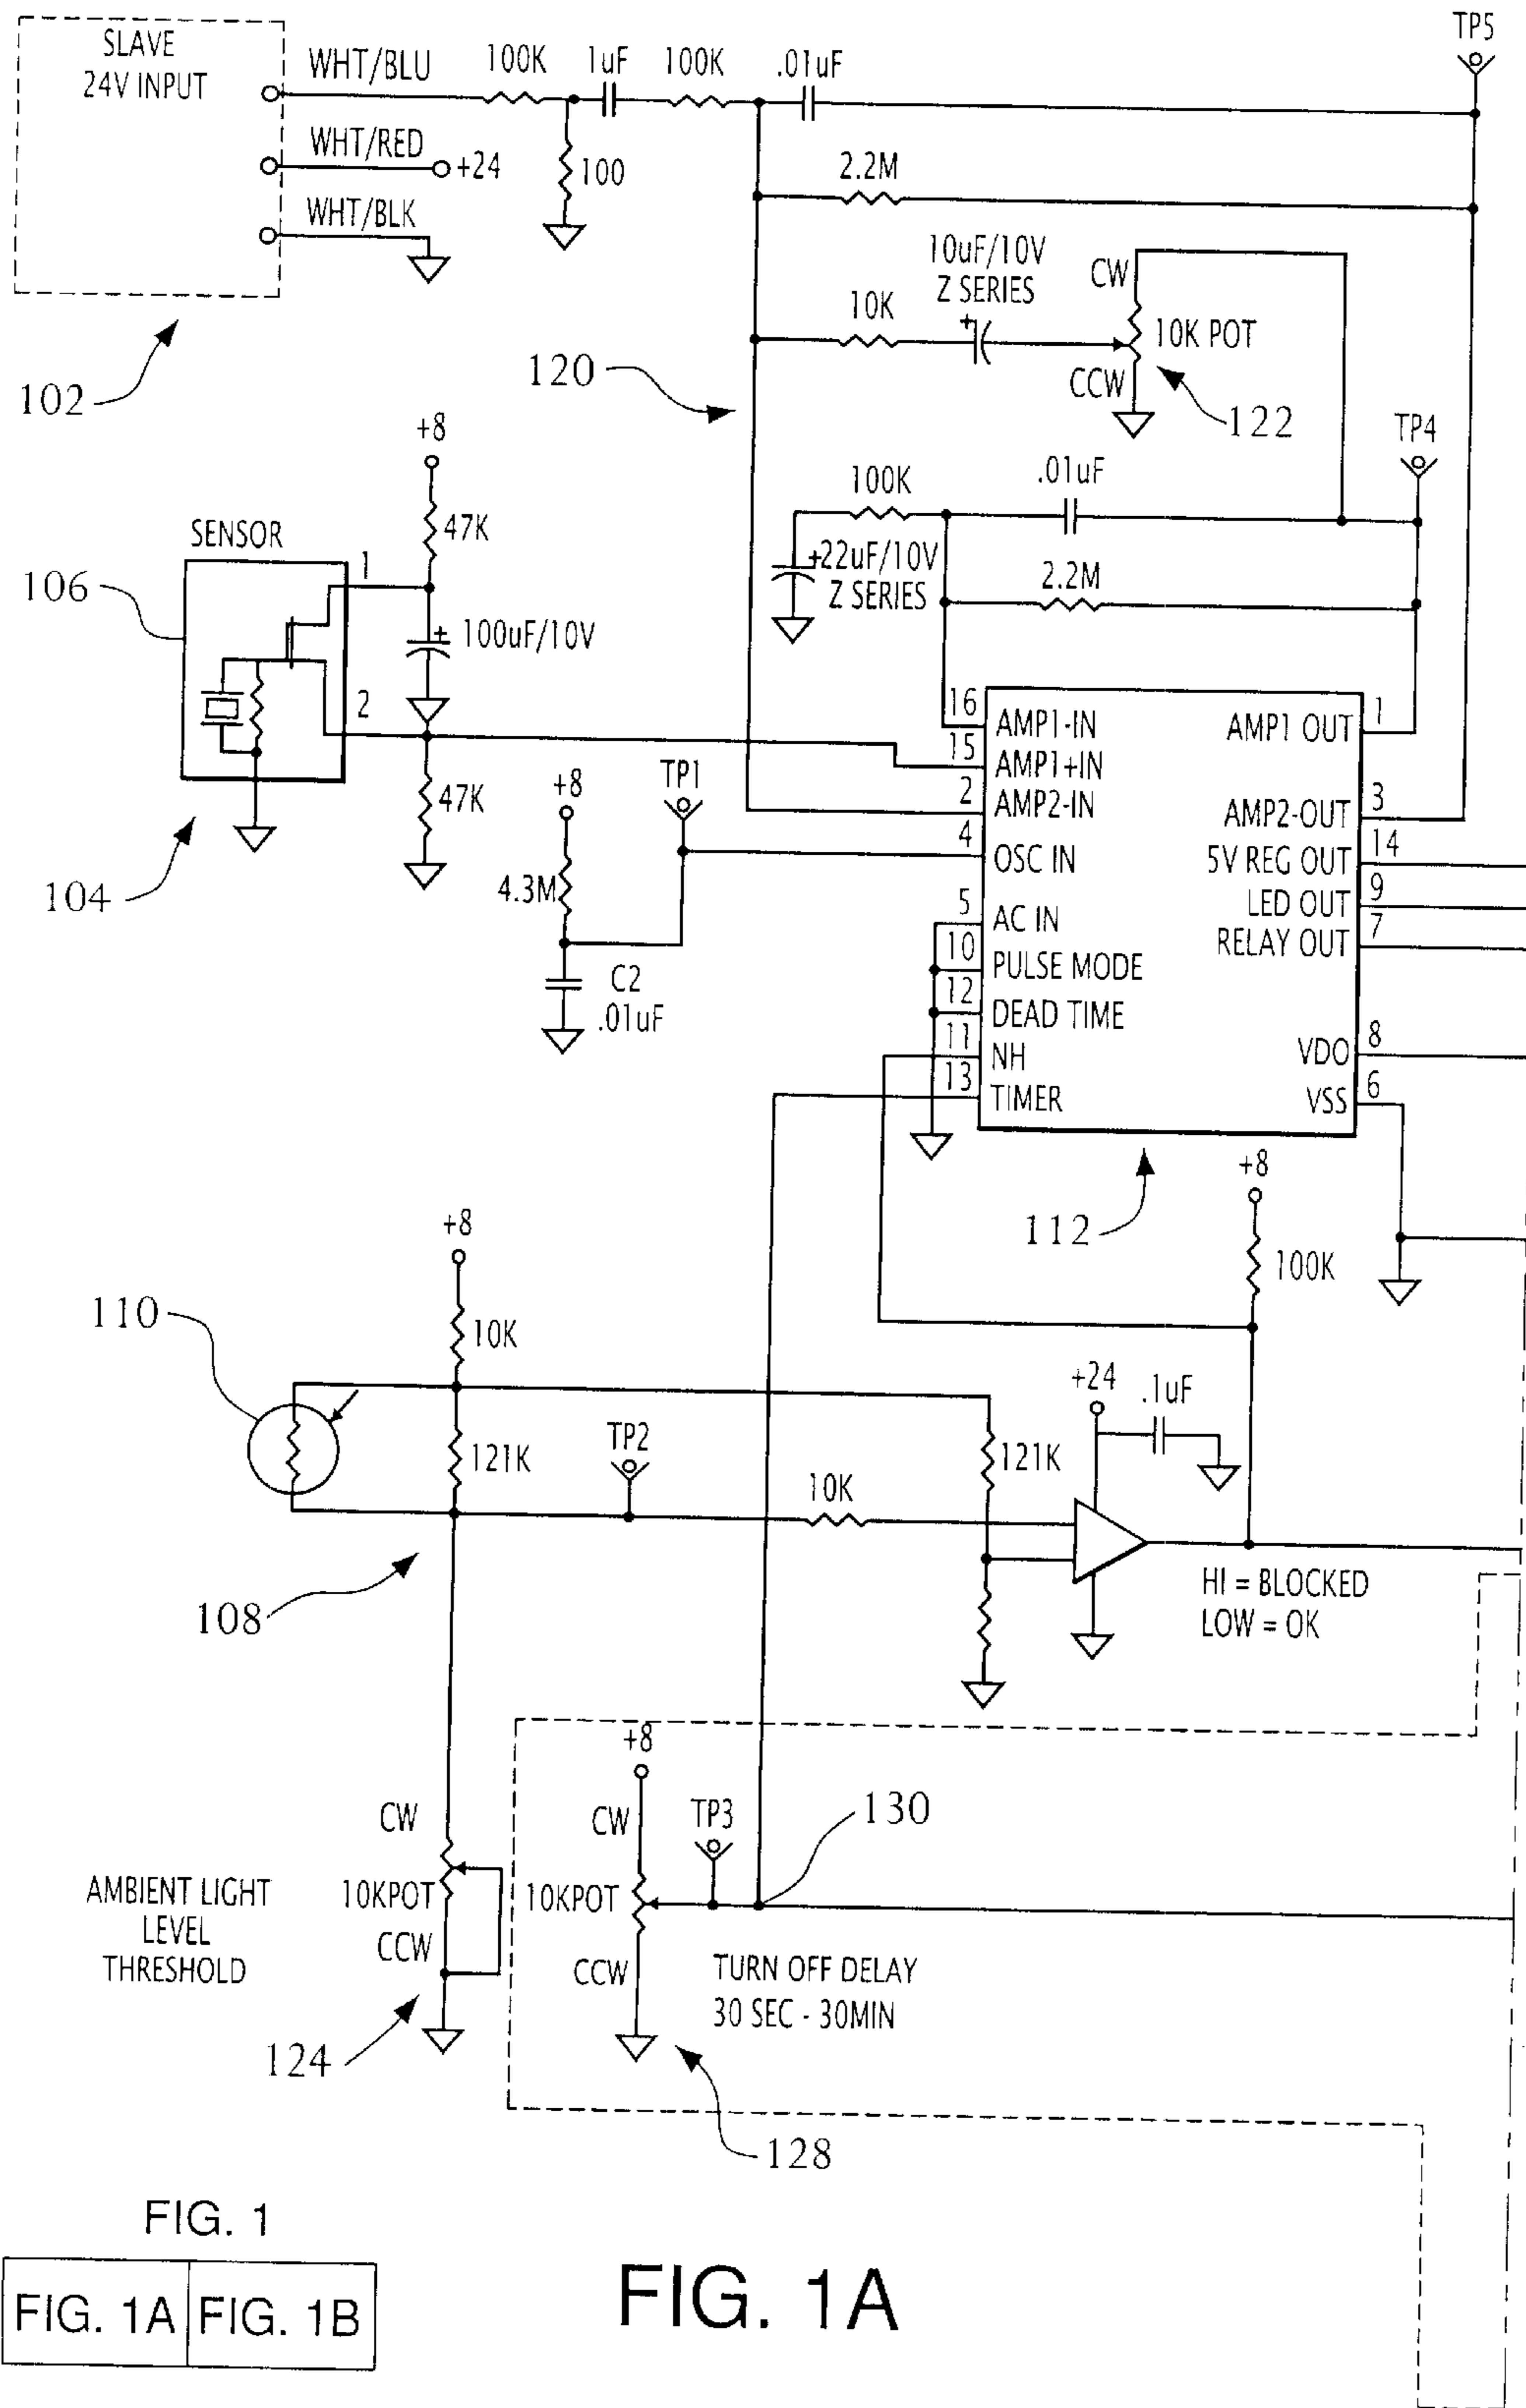 TP5
SLAVE
24V INPUT
WHT/BLU
100K
1uF
100K
.01uF
WHT/RED
+24
100
2.2M
WHT/BLK
10uF/10V
Z SERIES
CW
10K
10K POT
CCW
102
120
122
+8
TP4
100K
.01uF
47K
SENSOR
1
+22uF/10V
Z SERIES
2.2M
106
+
100uF/10V
2
16
AMP1-IN
AMP1 OUT
1
15
AMP1+IN
2
AMP2-IN
AMP2-OUT
3
+8
TP1
47K
4
OSC IN
5V REG OUT
14
104
4.3M
5
AC IN
LED OUT
9
10
PULSE MODE
RELAY OUT
7
C2
.01uF
12
DEAD TIME
11
NH
VDO
8
13
TIMER
VSS
6
112
+8
100K
+8
110
10K
+24
.1uF
121K
TP2
10K
121K
108
HI = BLOCKED
LOW = OK
+8
CW
CW
TP3
130
AMBIENT LIGHT
LEVEL
THRESHOLD
10KPOT
10KPOT
CCW
CCW
TURN OFF DELAY
30 SEC - 30MIN
124
128
FIG. 1
FIG. 1A
FIG. 1B
FIG. 1A